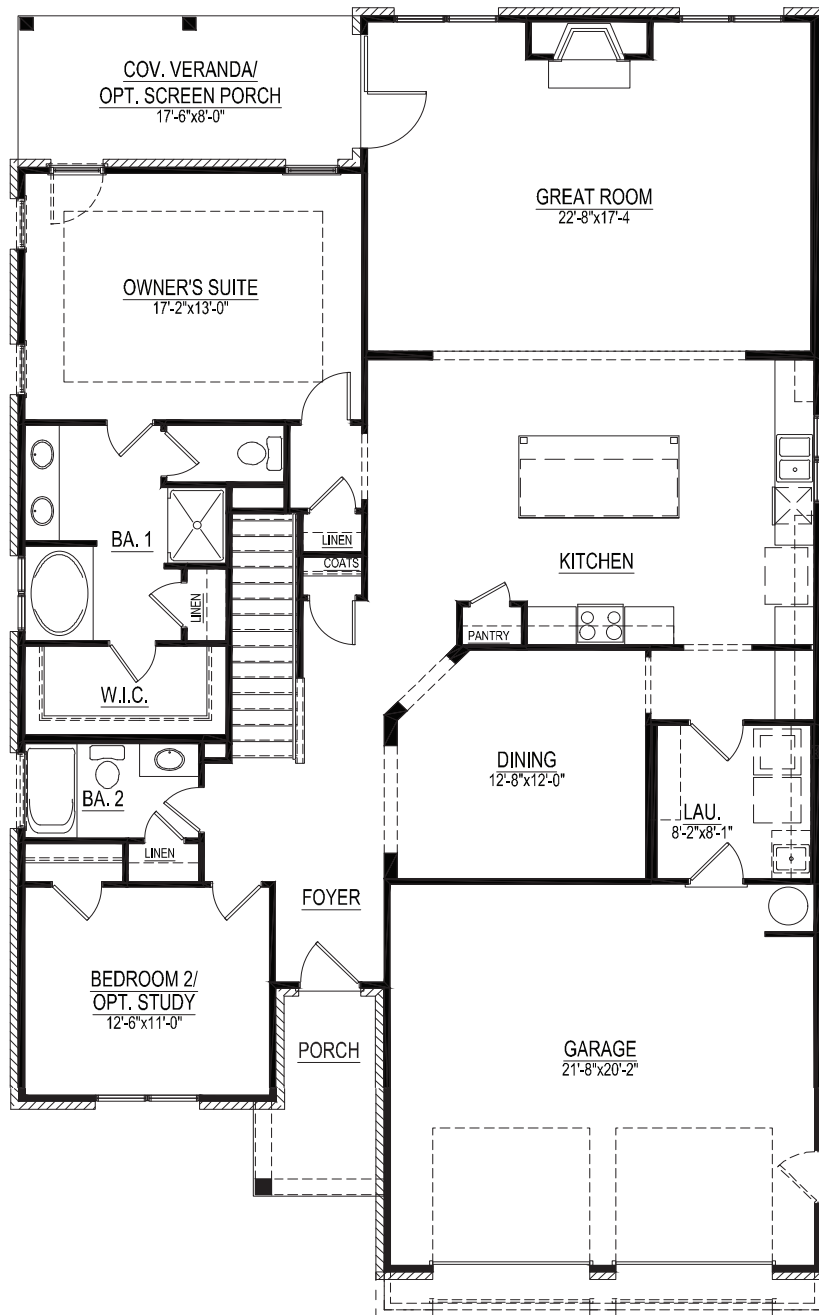 COV. VERANDA/
OPT. SCREEN PORCH
17'-6"x8'-0"
GREAT ROOM
22'-8"x17'-4
OWNER'S SUITE
17'-2"x13'-0"
BA. 1
LINEN
COATS
KITCHEN
LINEN
PANTRY
W.I.C.
DINING
12'-8"x12'-0"
BA. 2
LAU.
8'-2"x8'-1"
LINEN
FOYER
BEDROOM 2/
OPT. STUDY
12'-6"x11'-0"
PORCH
GARAGE
21'-8"x20'-2"